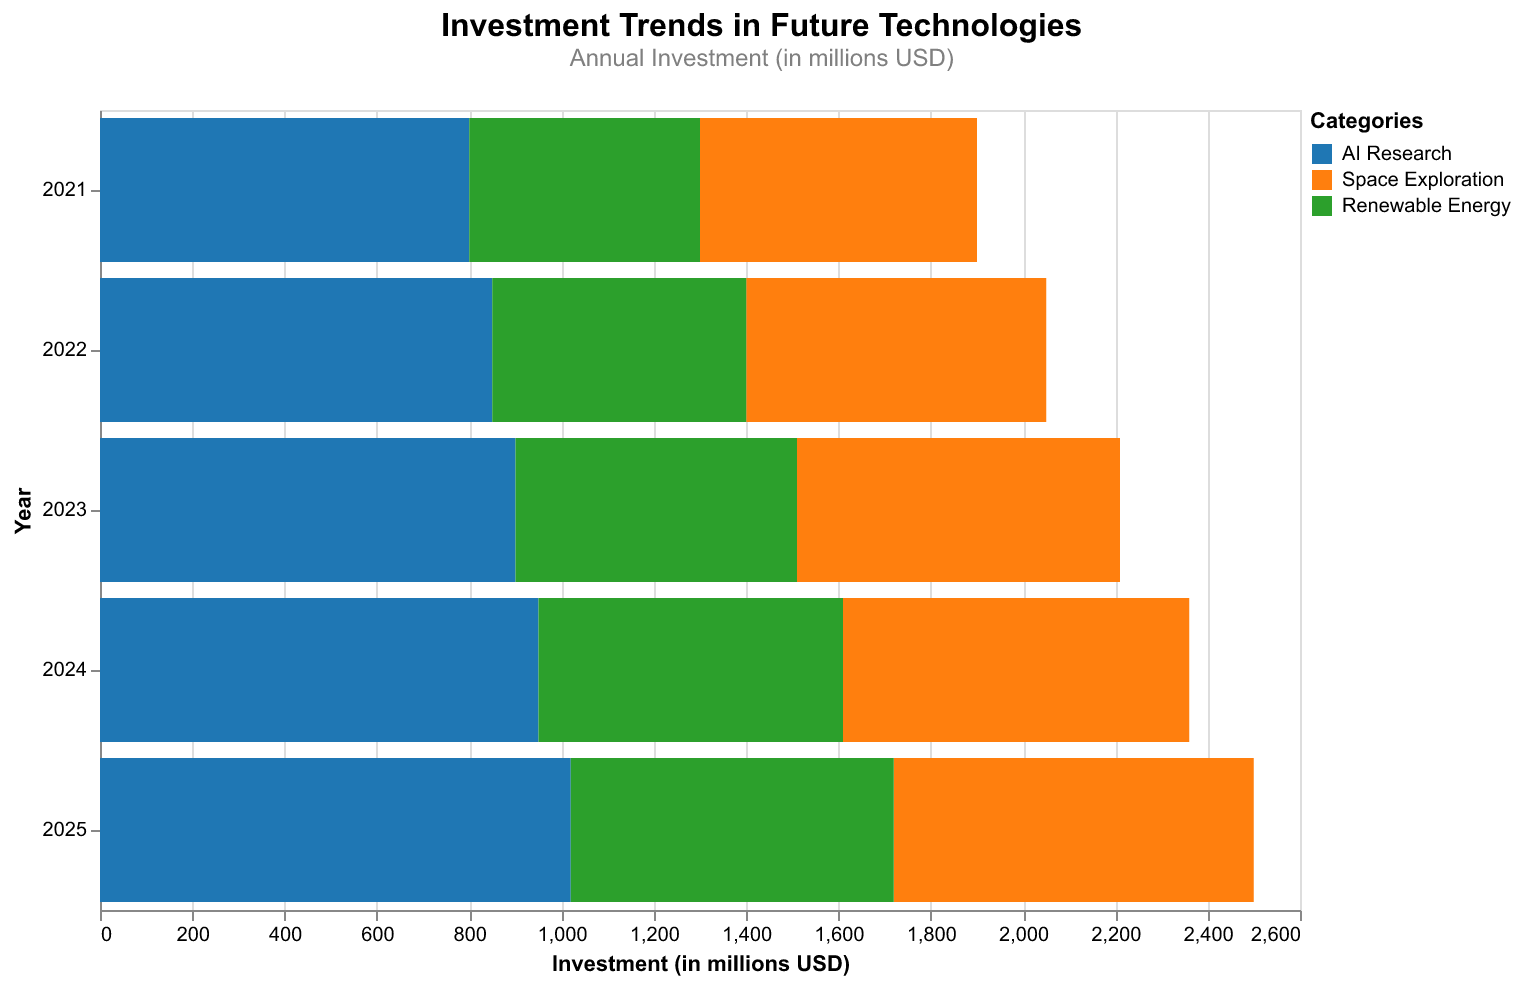 Investment Trends in Future Technologies
Annual Investment (in millions USD)
Categories
AI Research
Space Exploration
Renewable Energy
Year
2021
2022
2023
2024
2025
0 200 400 600 800 1,000 1,200 1,400 1,600 1,800 2,000 2,200 2,400 2,600
Investment (in millions USD)